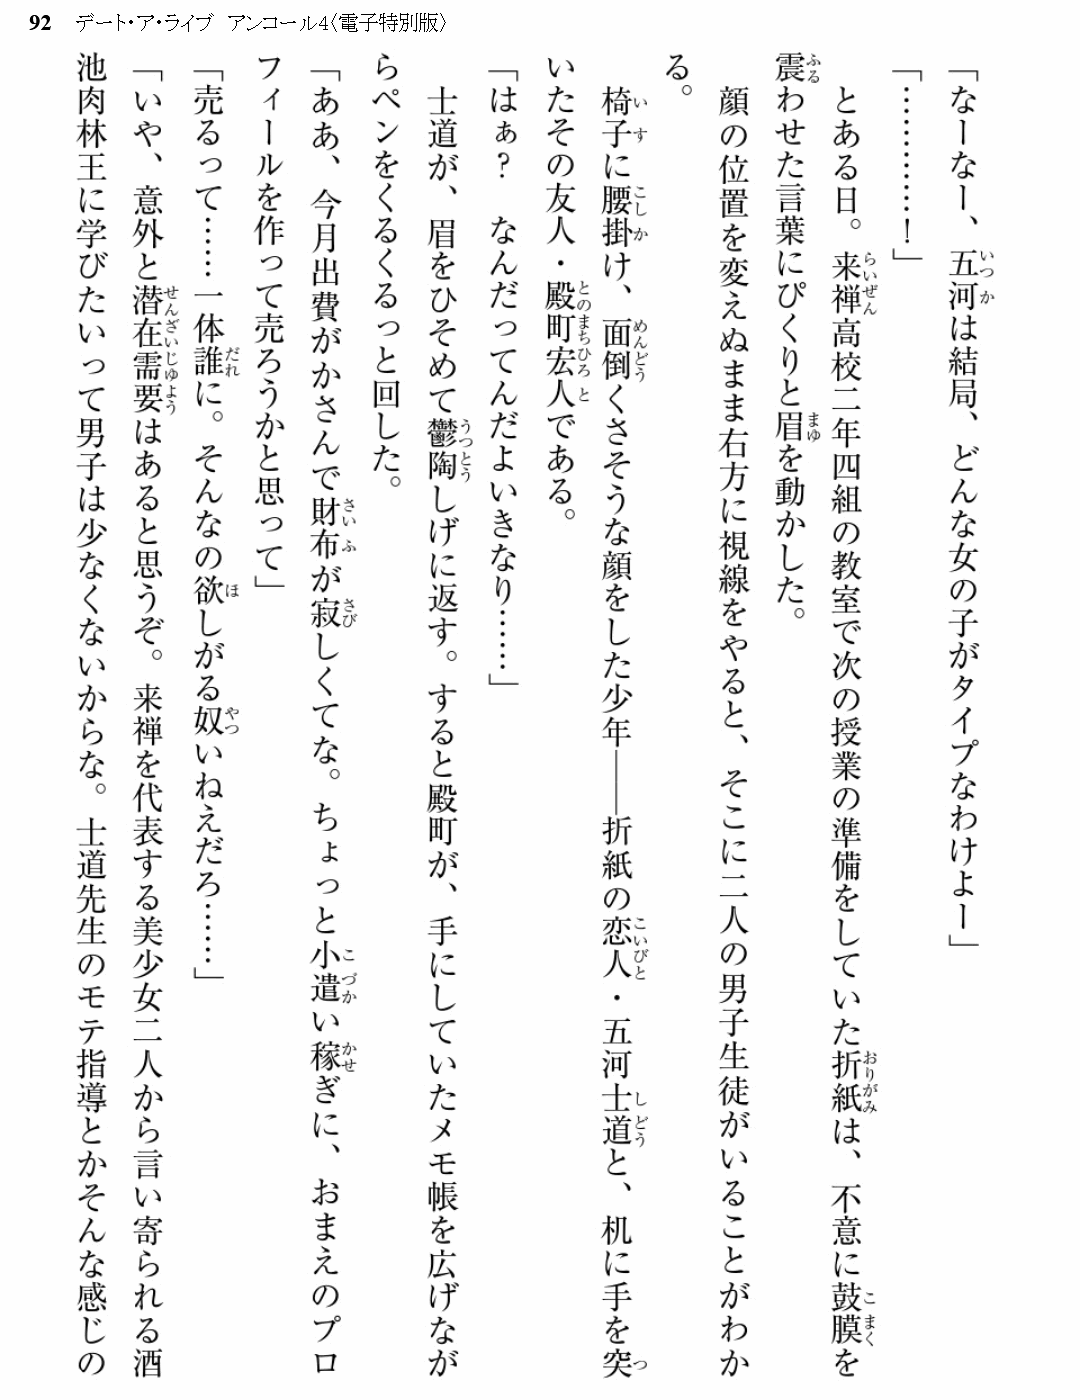 92 デート・ア・ライブ アンコール4〈電子特別版〉
「なーなー、五河は結局、どんな女の子がタイプなわけよー」
「…………！」
とある日。来禅高校二年四組の教室で次の授業の準備をしていた折紙は、不意に鼓膜を
震わせた言葉にぴくりと眉を動かした。
顔の位置を変えぬまま右方に視線をやると、そこに二人の男子生徒がいることがわか
る。
椅子に腰掛け、面倒くさそうな顔をした少年――折紙の恋人・五河士道と、机に手を突
いたその友人・殿町宏人である。
「はぁ？　なんだってんだよいきなり……」
士道が、眉をひそめて鬱陶しげに返す。すると殿町が、手にしていたメモ帳を広げなが
らペンをくるくるっと回した。
「ああ、今月出費がかさんで財布が寂しくてな。ちょっと小遣い稼ぎに、おまえのプロ
フィールを作って売ろうかと思って」
「売るって……一体誰に。そんなの欲しがる奴いねえだろ……」
「いや、意外と潜在需要はあると思うぞ。来禅を代表する美少女二人から言い寄られる酒
池肉林王に学びたいって男子は少なくないからな。士道先生のモテ指導とかそんな感じの